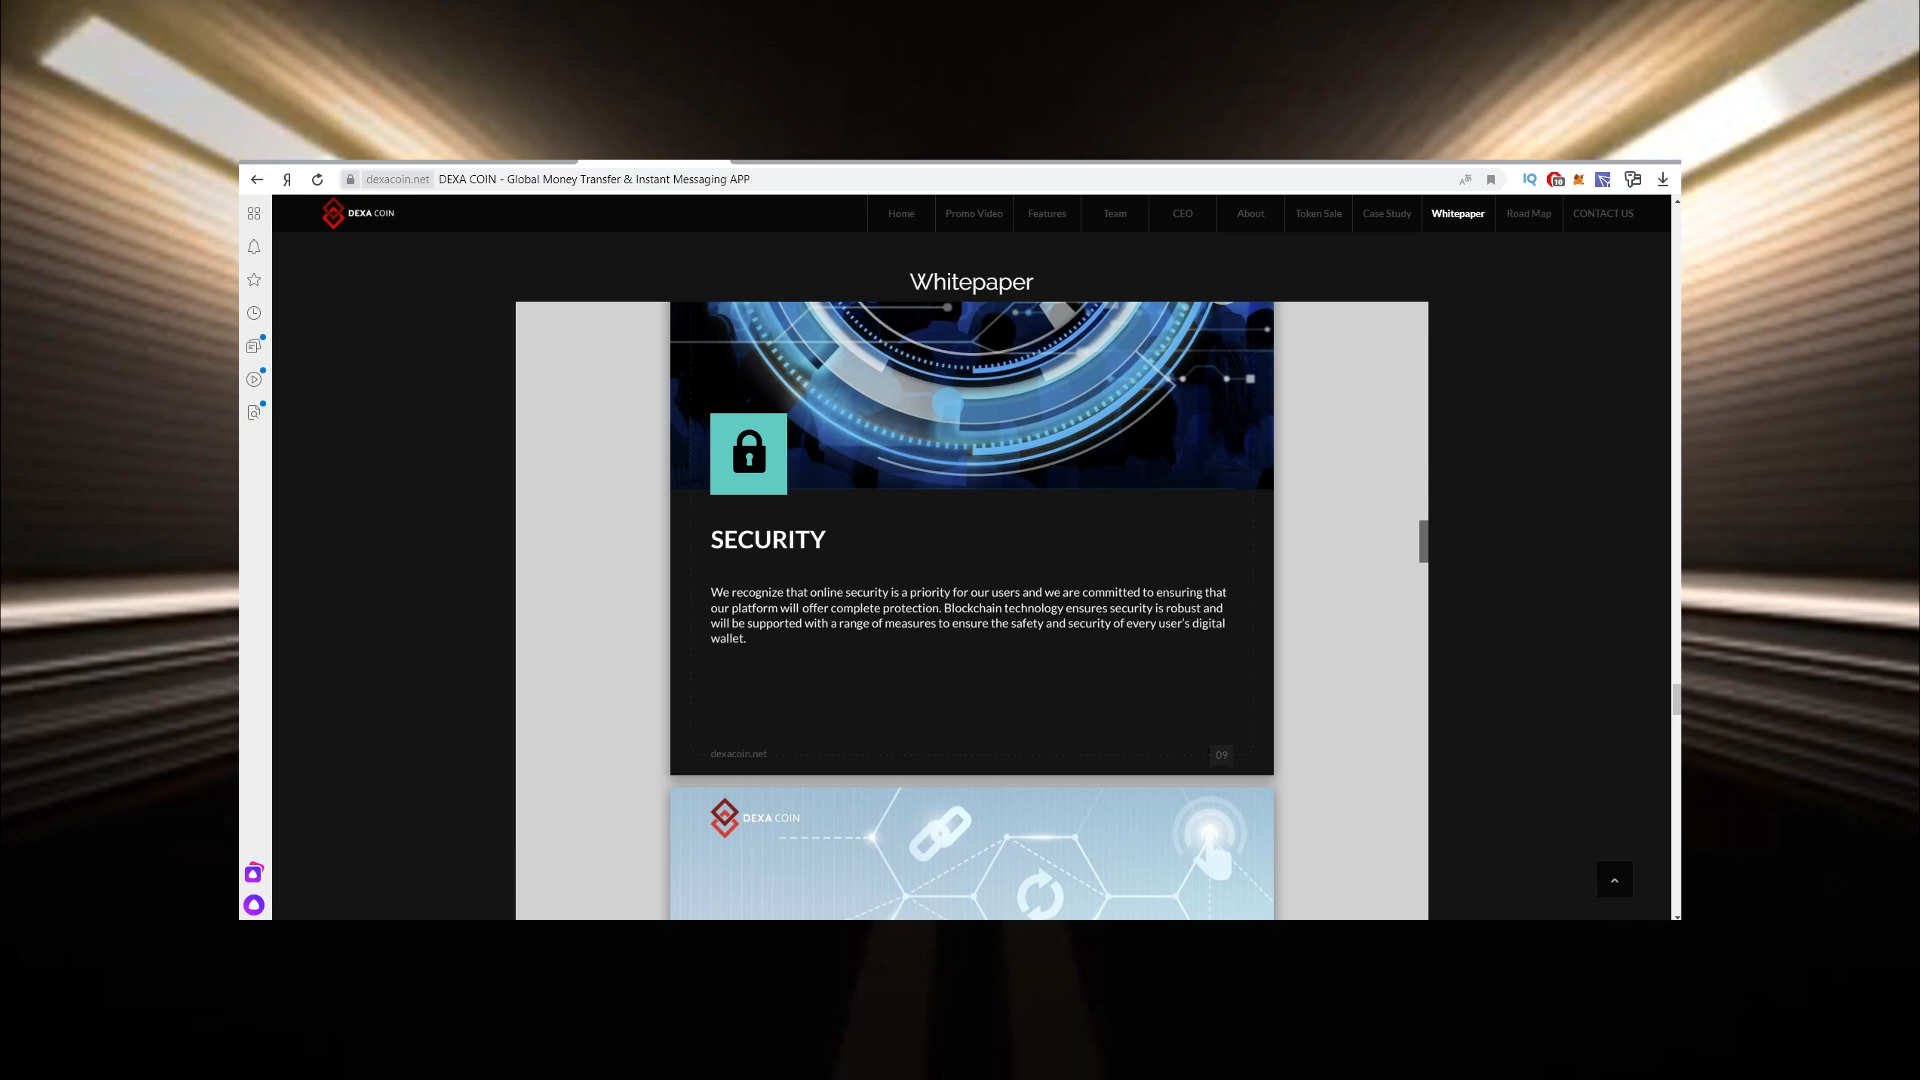 Я
dexacoin.net DEXA COIN - Global Money Transfer & Instant Messaging APP
IQ
10
DEXA COIN
Home Promo Video Features Team CEO About Token Sale Case Study Whitepaper Road Map CONTACT US
Whitepaper
SECURITY
We recognize that online security is a priority for our users and we are committed to ensuring that
our platform will offer complete protection. Blockchain technology ensures security is robust and
will be supported with a range of measures to ensure the safety and security of every user's digital
wallet.
dexacoin.net 09
DEXA COIN